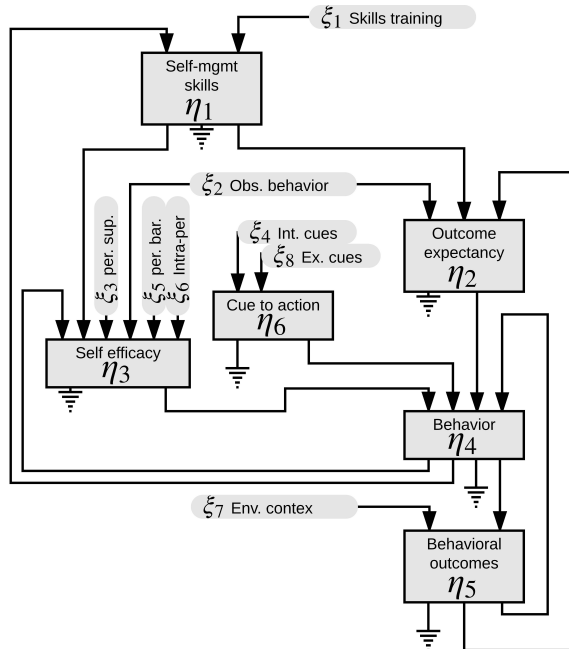 ξ1 Skills training
Self-mgmt
skills
η1
ξ2 Obs. behavior
ξ3 per. sup.
ξ5 per. bar.
ξ6 Intra-per
ξ4 Int. cues
ξ8 Ex. cues
Outcome
expectancy
η2
Cue to action
η6
Self efficacy
η3
Behavior
η4
ξ7 Env. contex
Behavioral
outcomes
η5